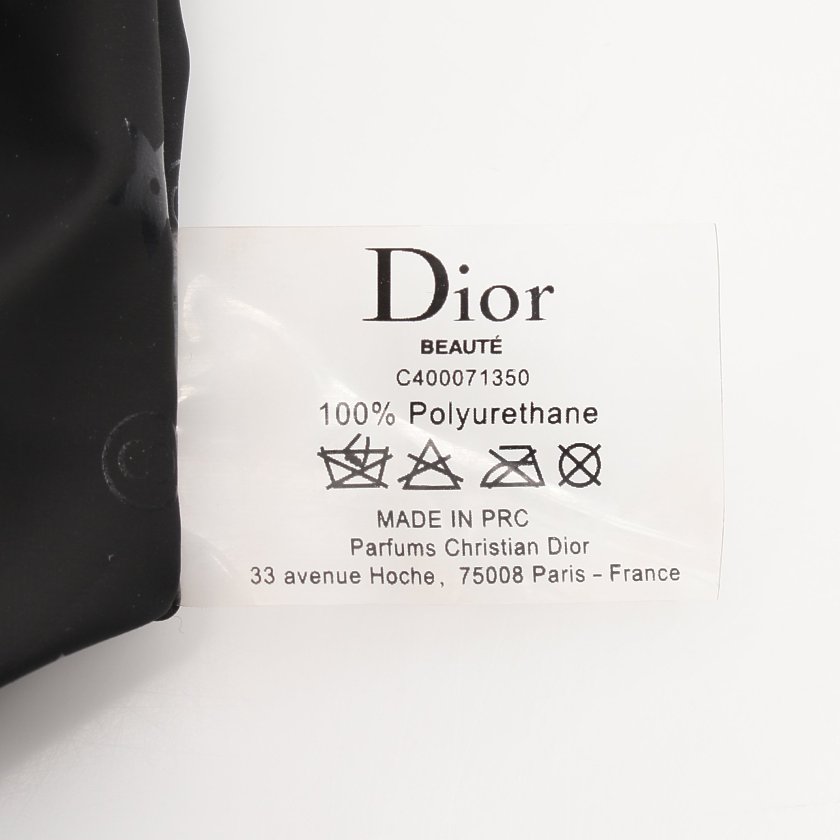 Dior
BEAUTÉ
C400071350
100% Polyurethane
MADE IN PRC
Parfums Christian Dior
33 avenue Hoche, 75008 Paris – France